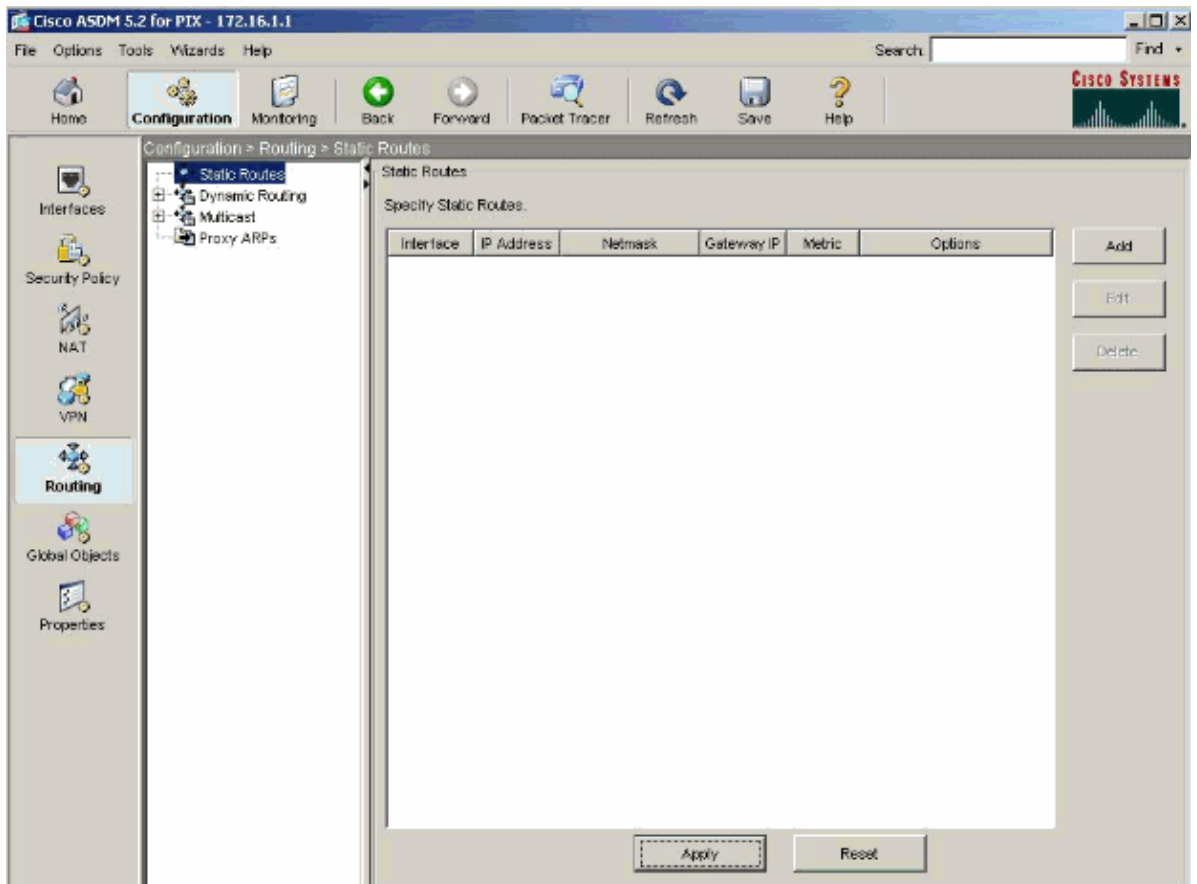 Cisco ASDM 5.2 for PIX - 172.16.1.1
File Options Tools Wizards Help Search: Find
Home Configuration Monitoring Back Forward Packet Tracer Refresh Save Help
CISCO SYSTEMS
Configuration > Routing > Static Routes
Interfaces
Security Policy
NAT
VPN
Routing
Global Objects
Properties
Static Routes
Dynamic Routing
Multicast
Proxy ARPs
Static Routes
Specify Static Routes.
Interface IP Address Netmask Gateway IP Metric Options
Add
Edit
Delete
Apply Reset